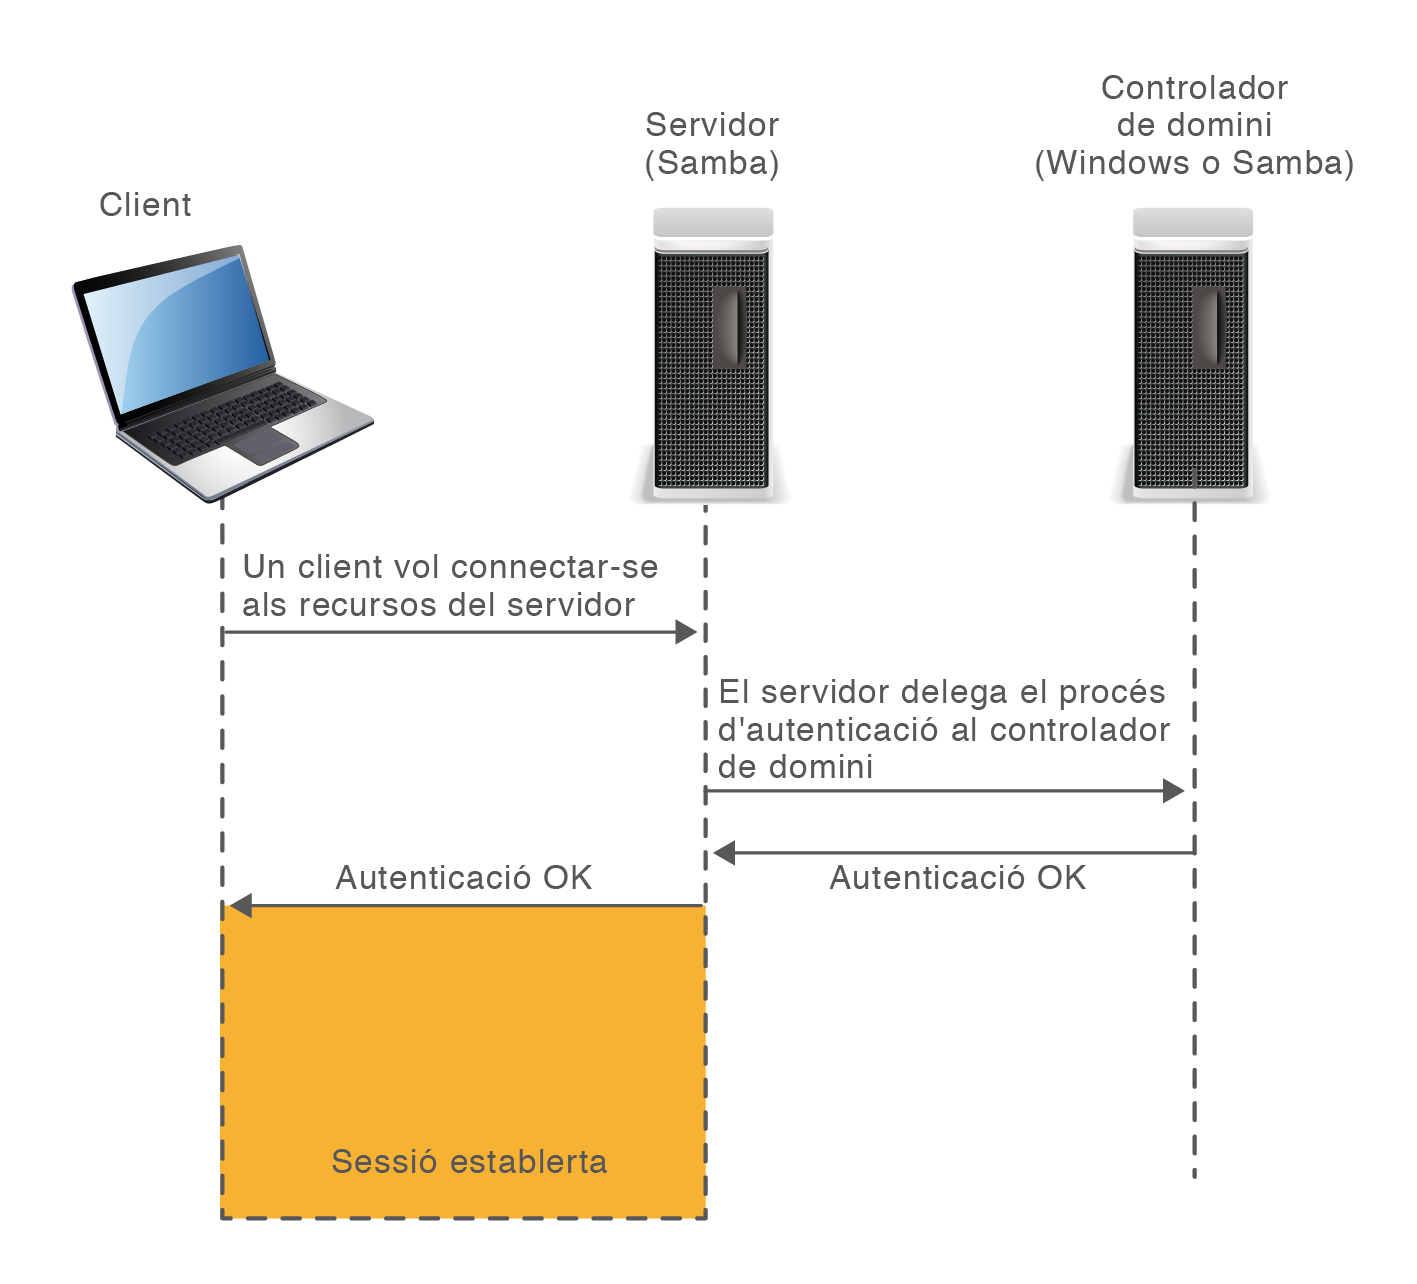 Controlador
de domini
(Windows o Samba)
Servidor
(Samba)
Client
Un client vol connectar-se
als recursos del servidor
El servidor delega el procés
d'autenticació al controlador
de domini
Autenticació OK
Autenticació OK
Sessió establerta